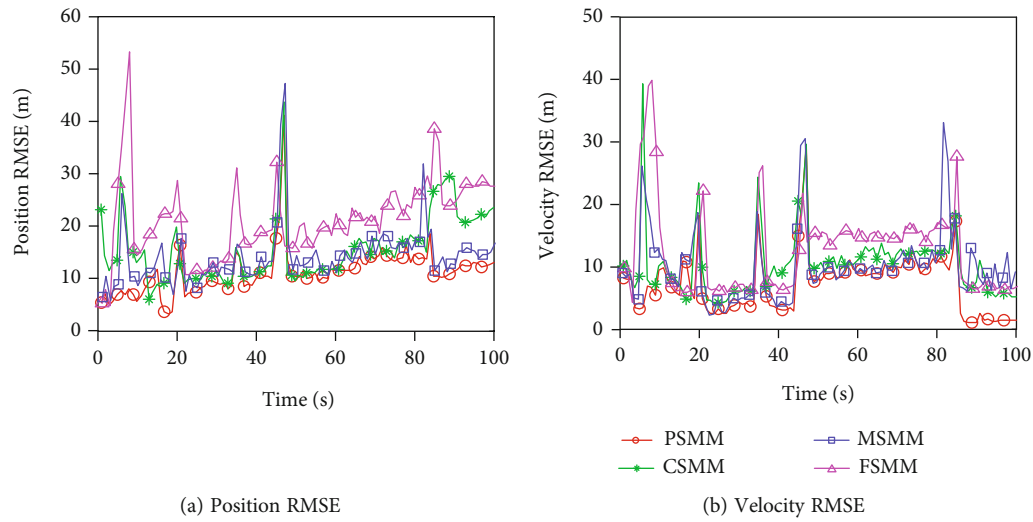 60
50
40
30
20
10
0
Position RMSE (m)
0 20 40 60 80 100
Time (s)
(a) Position RMSE
50
40
30
20
10
0
Velocity RMSE (m)
0 20 40 60 80 100
Time (s)
PSMM
CSMM
MSMM
FSMM
(b) Velocity RMSE